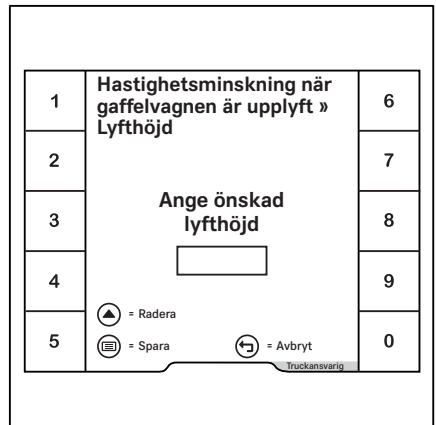 1
2
3
4
5
Hastighetsminskning när
gaffelvagnen är upplyft »
Lyfthöjd
Ange önskad
lyfthöjd
= Radera
= Spara
= Avbryt
Truckansvarig
6
7
8
9
0